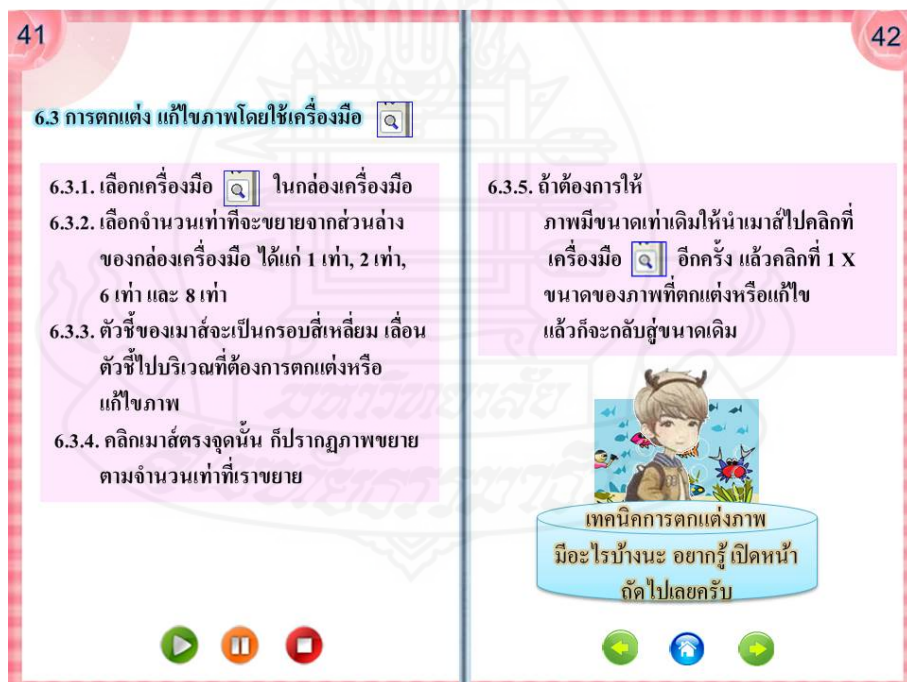 41
6.3 การตกแต่ง แก้ไขภาพโดยใช้เครื่องมือ
6.3.1. เลือกเครื่องมือ ในกล่องเครื่องมือ
6.3.2. เลือกจำนวนเท่าที่จะขยายจากส่วนล่าง
ของกล่องเครื่องมือ ได้แก่ 1 เท่า, 2 เท่า,
6 เท่า และ 8 เท่า
6.3.3. ตัวชี้ของเมาส์จะเป็นกรอบสี่เหลี่ยม เลื่อน
ตัวชี้ไปบริเวณที่ต้องการตกแต่งหรือ
แก้ไขภาพ
6.3.4. คลิกเมาส์ตรงจุดนั้น ก็ปรากฏภาพขยาย
ตามจำนวนเท่าที่เราขยาย
42
6.3.5. ถ้าต้องการให้
ภาพมีขนาดเท่าเดิมให้นำเมาส์ไปคลิกที่
เครื่องมือ อีกครั้ง แล้วคลิกที่ 1 X
ขนาดของภาพที่ตกแต่งหรือแก้ไข
แล้วก็จะกลับสู่ขนาดเดิม
เทคนิคการตกแต่งภาพ
มีอะไรบ้างนะ อยากรู้ เปิดหน้า
ถัดไปเลยครับ